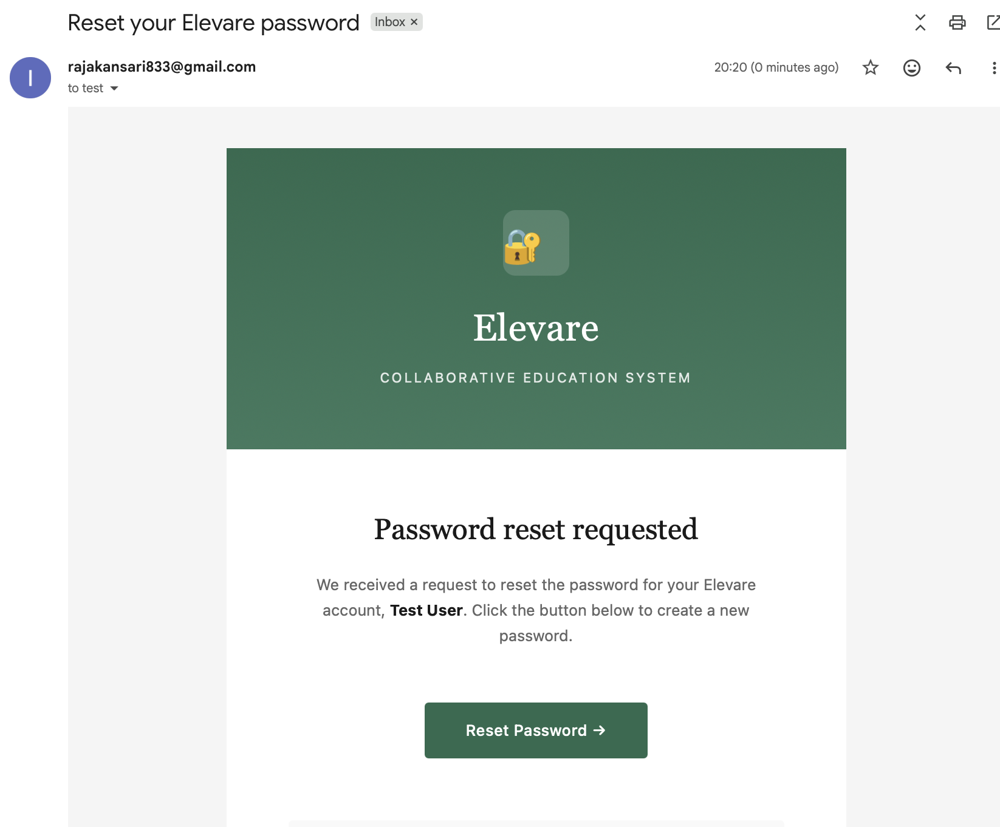 Reset your Elevare password Inbox ×
I
rajakansari833@gmail.com 20:20 (0 minutes ago)
to test
Elevare
COLLABORATIVE EDUCATION SYSTEM
Password reset requested
We received a request to reset the password for your Elevare
account, Test User. Click the button below to create a new
password.
Reset Password →